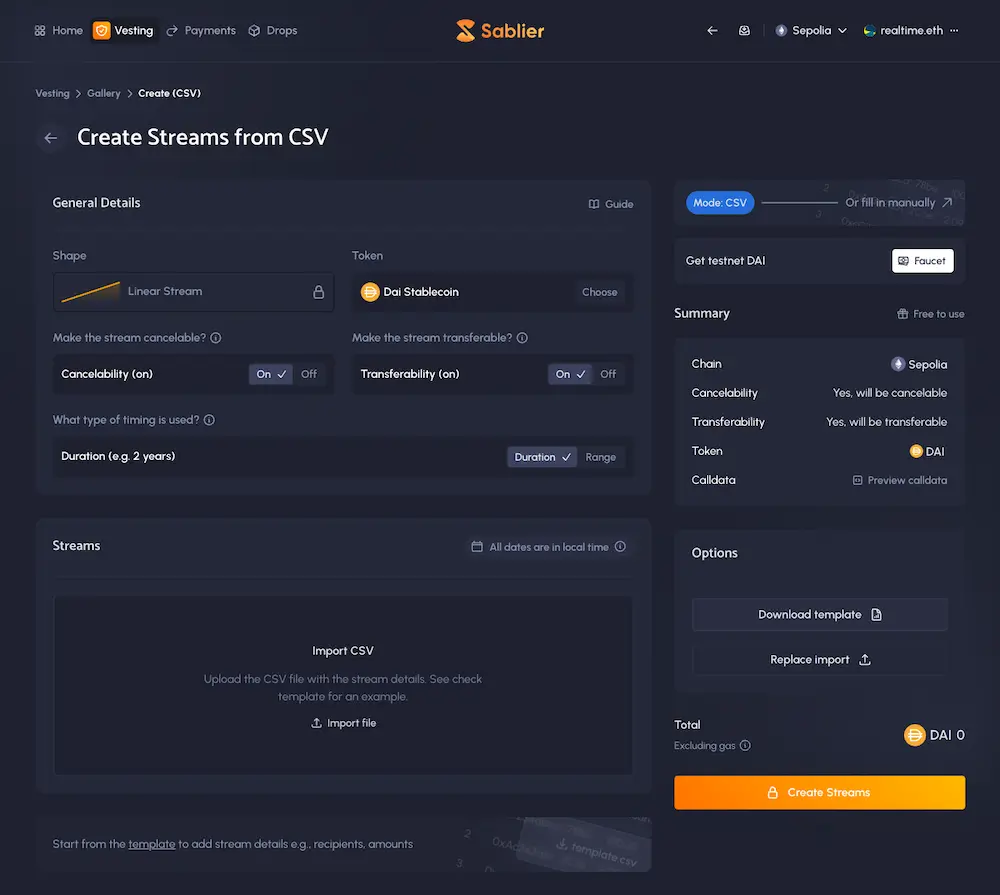 Home Vesting Payments Drops Sablier Sepolia realtime.eth
Vesting > Gallery > Create (CSV)
Create Streams from CSV
General Details Guide
Shape Token
Linear Stream Dai Stablecoin Choose
Make the stream cancelable? Make the stream transferable?
Cancelability (on) On Off Transferability (on) On Off
What type of timing is used?
Duration (e.g. 2 years) Duration Range
Streams All dates are in local time
Import CSV
Upload the CSV file with the stream details. See check
template for an example.
Import file
Start from the template to add stream details e.g., recipients, amounts
2
3
template.csv
Mode: CSV Or fill in manually
2
3
Get testnet DAI Faucet
Summary Free to use
Chain Sepolia
Cancelability Yes, will be cancelable
Transferability Yes, will be transferable
Token DAI
Calldata Preview calldata
Options
Download template
Replace import
Total DAI 0
Excluding gas
Create Streams